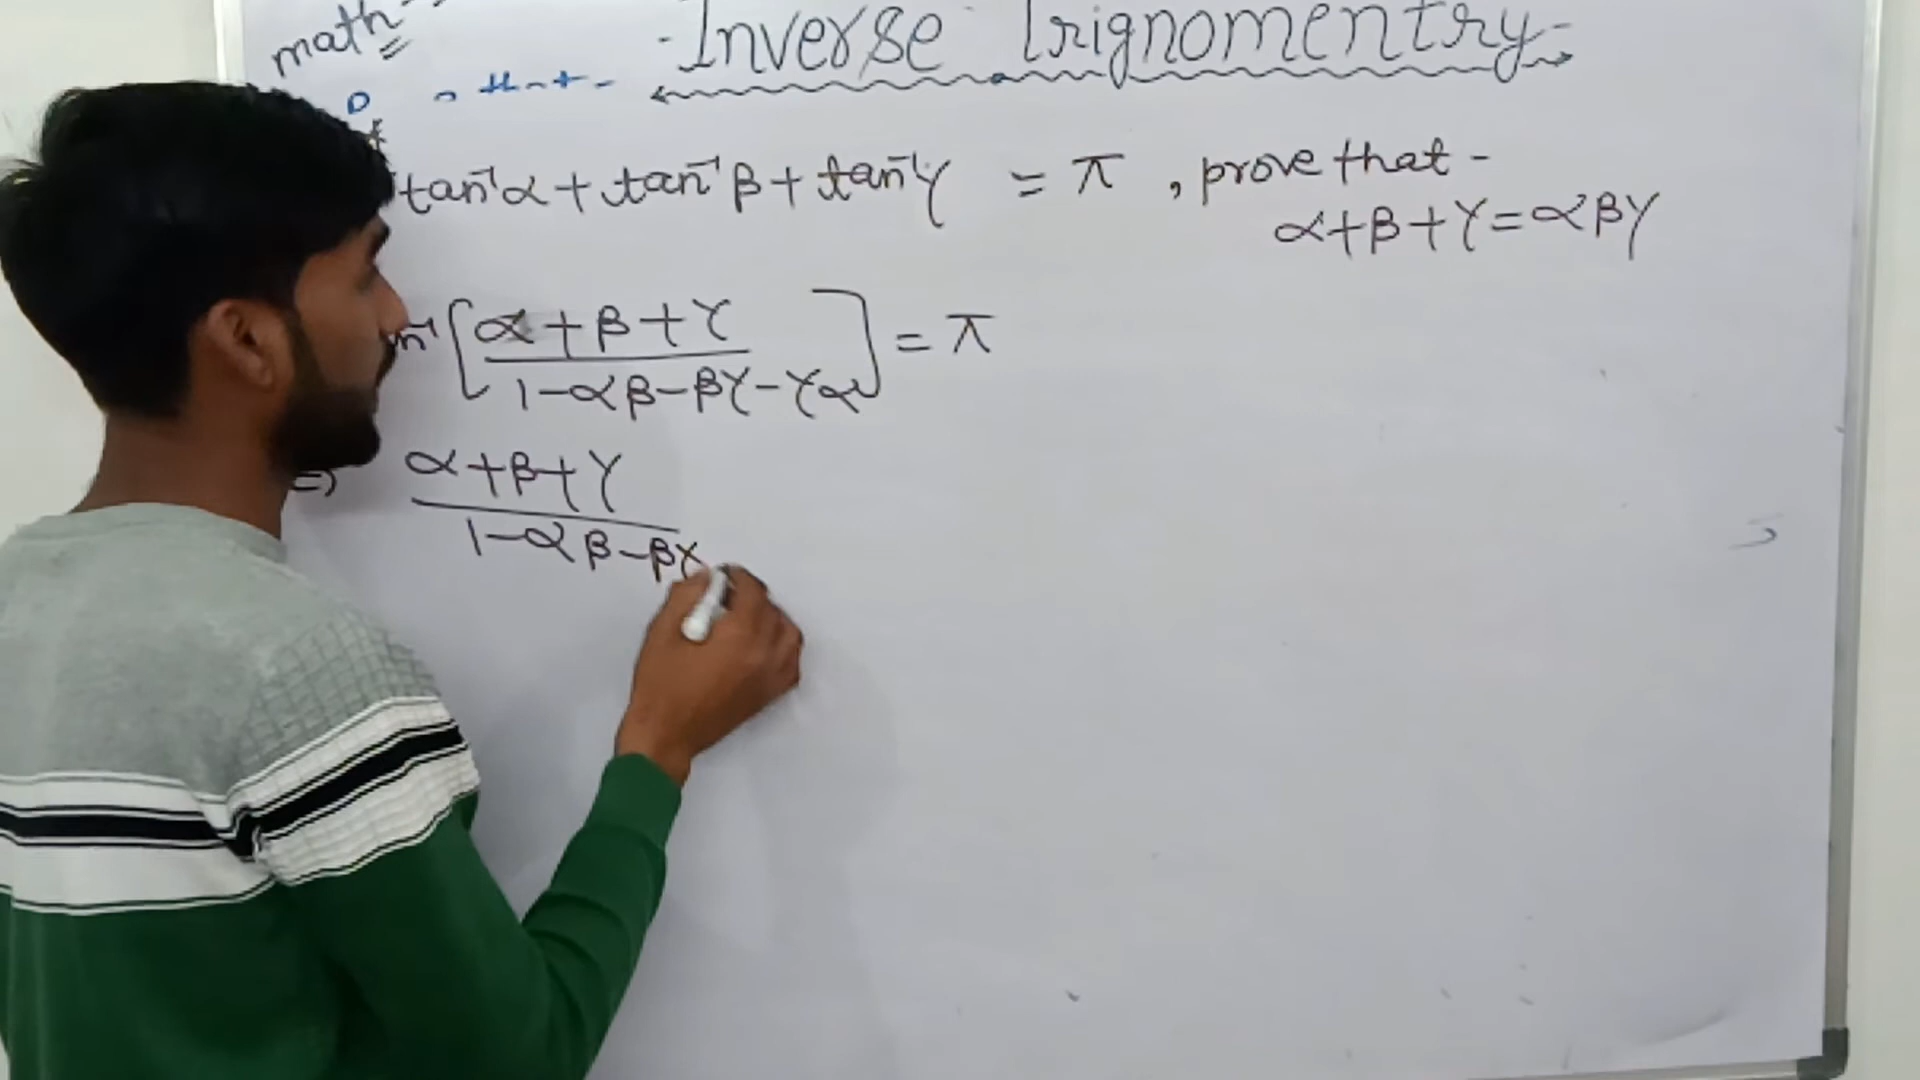 math
- Inverse Trignomentry -
tan⁻¹α + tan⁻¹β + tan⁻¹γ = π , prove that -
α+β+γ=αβγ
[α+β+γ / 1-αβ-βγ-γα] = π
⇒ α+β+γ / 1-αβ-βγ